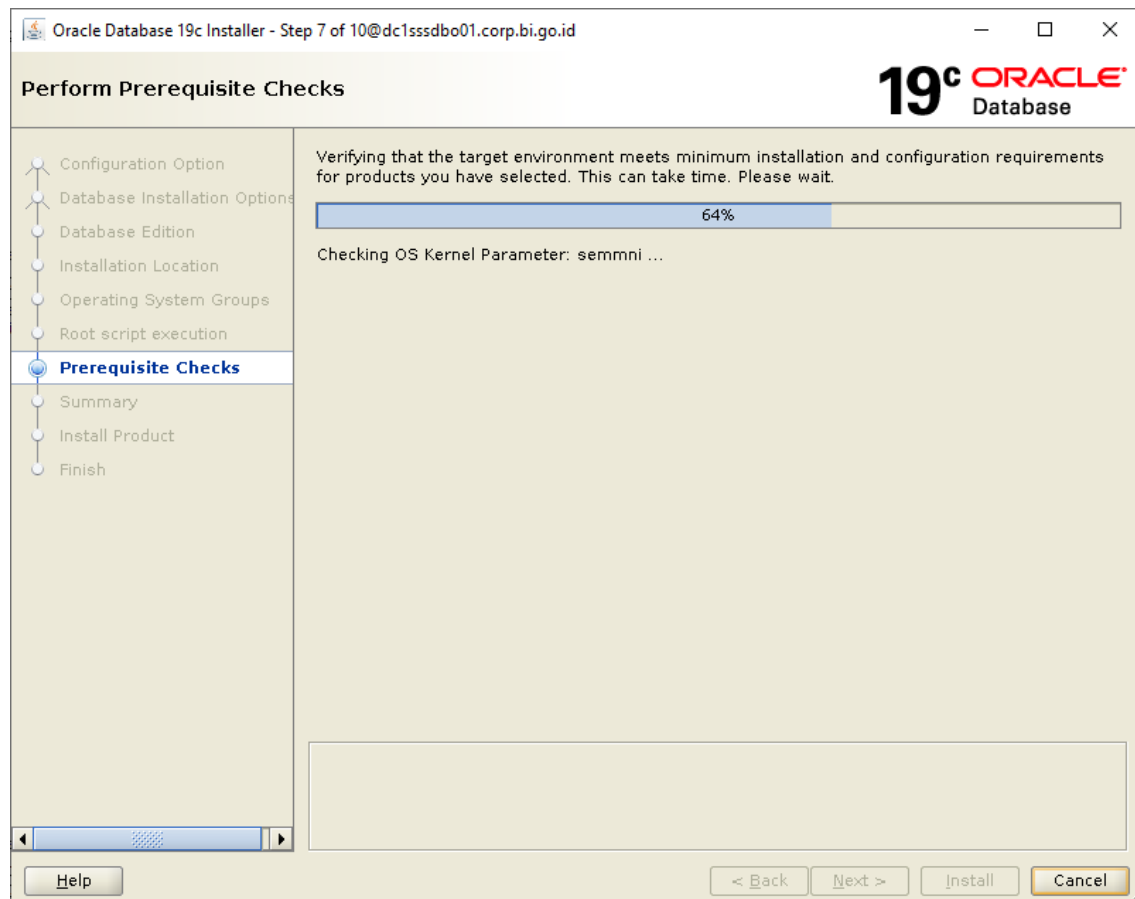 Oracle Database 19c Installer - Step 7 of 10@dc1sssdbo01.corp.bi.go.id
Perform Prerequisite Checks
19c ORACLE
Database
Configuration Option
Database Installation Options
Database Edition
Installation Location
Operating System Groups
Root script execution
Prerequisite Checks
Summary
Install Product
Finish
Verifying that the target environment meets minimum installation and configuration requirements
for products you have selected. This can take time. Please wait.
64%
Checking OS Kernel Parameter: semmni ...
Help
< Back
Next >
Install
Cancel